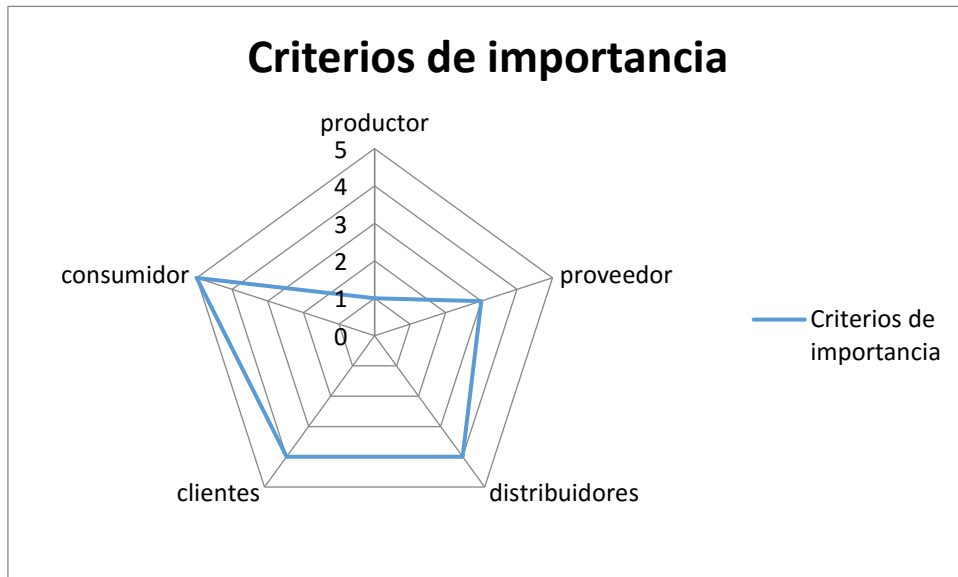 Criterios de importancia
productor
5
4
3
2
1
0
consumidor
proveedor
clientes
distribuidores
Criterios de
importancia